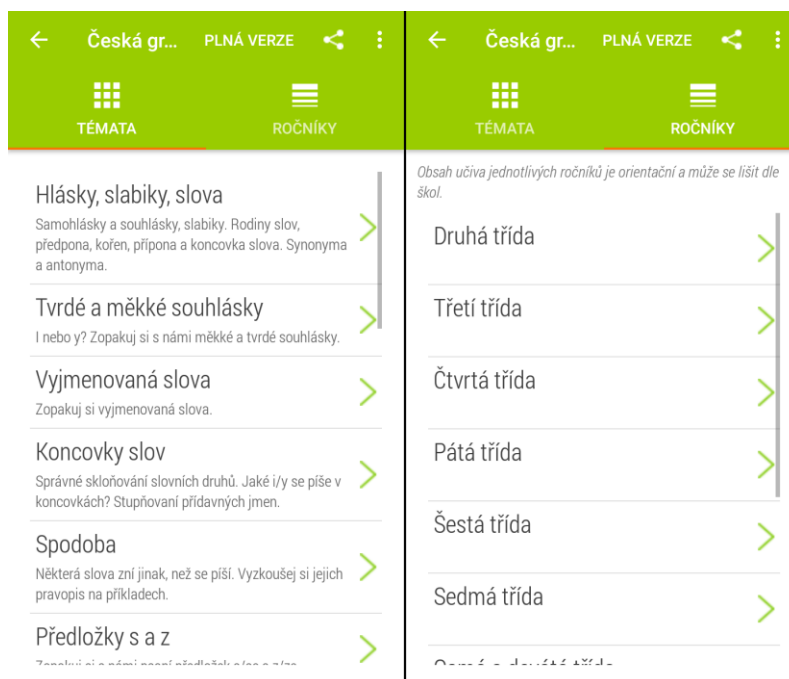 Česká gr... PLNÁ VERZE
TÉMATA ROČNÍKY
Hlásky, slabiky, slova
Samohlásky a souhlásky, slabiky. Rodiny slov,
předpona, kořen, přípona a koncovka slova. Synonyma
a antonyma.
Tvrdé a měkké souhlásky
I nebo y? Zopakuj si s námi měkké a tvrdé souhlásky.
Vyjmenovaná slova
Zopakuj si vyjmenovaná slova.
Koncovky slov
Správné skloňování slovních druhů. Jaké i/y se píše v
koncovkách? Stupňovaní přídavných jmen.
Spodoba
Některá slova zní jinak, než se píší. Vyzkoušej si jejich
pravopis na příkladech.
Předložky s a z
Česká gr... PLNÁ VERZE
TÉMATA ROČNÍKY
Obsah učiva jednotlivých ročníků je orientační a může se lišit dle
škol.
Druhá třída
Třetí třída
Čtvrtá třída
Pátá třída
Šestá třída
Sedmá třída